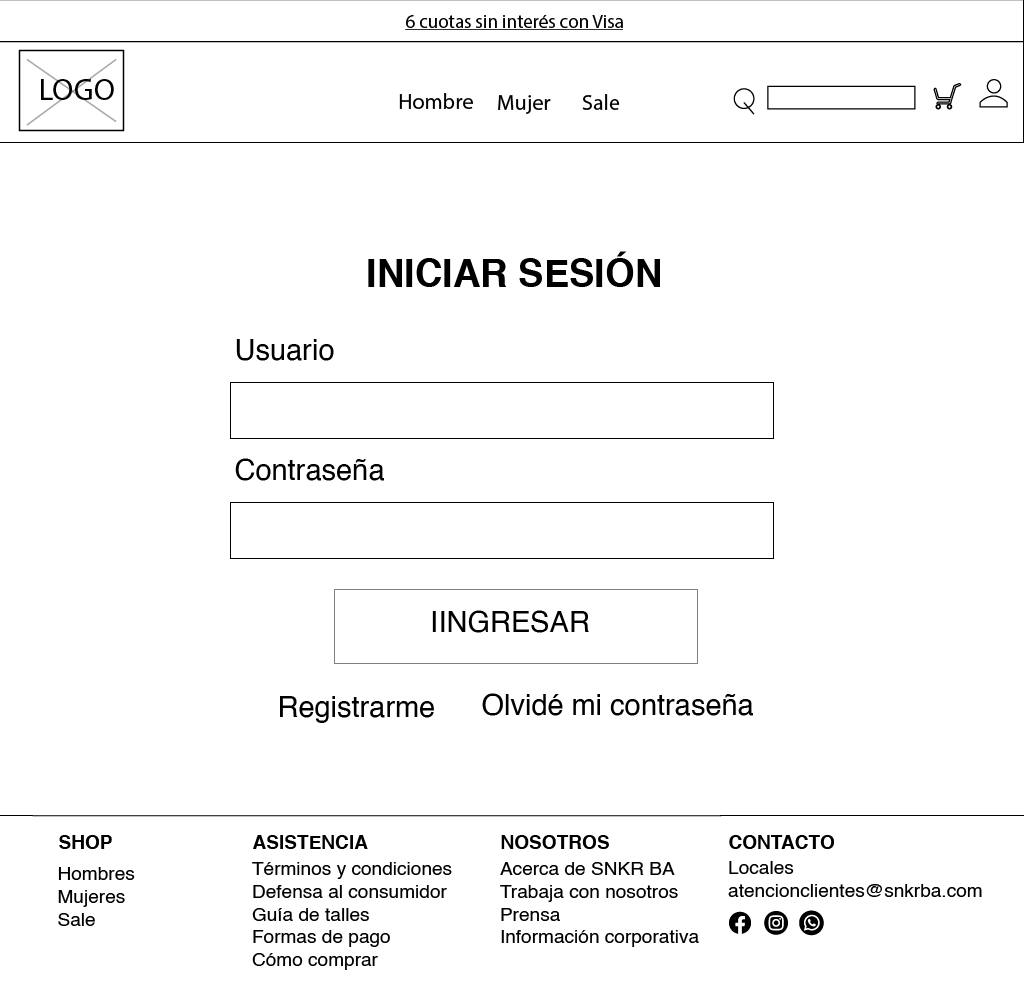 6 cuotas sin interés con Visa
LOGO
Hombre Mujer Sale
INICIAR SESIÓN
Usuario
Contraseña
IINGRESAR
Registrarme Olvidé mi contraseña
SHOP
Hombres
Mujeres
Sale
ASISTENCIA
Términos y condiciones
Defensa al consumidor
Guía de talles
Formas de pago
Cómo comprar
NOSOTROS
Acerca de SNKR BA
Trabaja con nosotros
Prensa
Información corporativa
CONTACTO
Locales
atencionclientes@snkrba.com